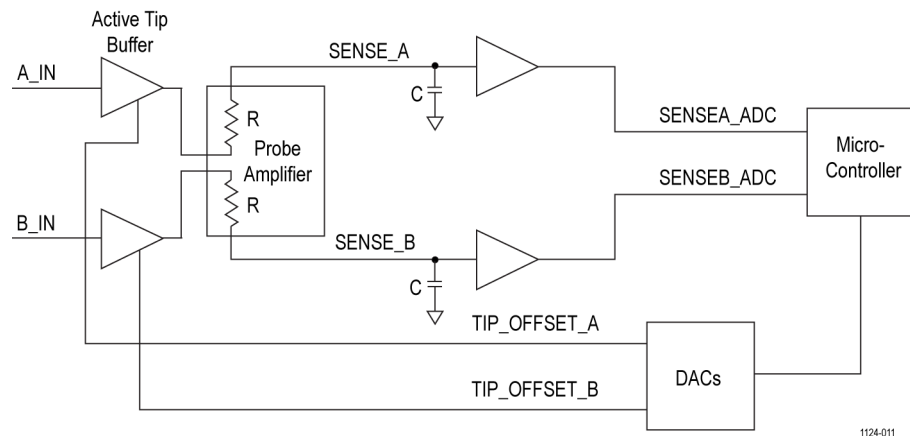 Active Tip
Buffer
A_IN
SENSE_A
C
R
Probe
Amplifier
R
SENSEA_ADC
Micro-
Controller
SENSEB_ADC
B_IN
SENSE_B
C
TIP_OFFSET_A
DACs
TIP_OFFSET_B
1124-011